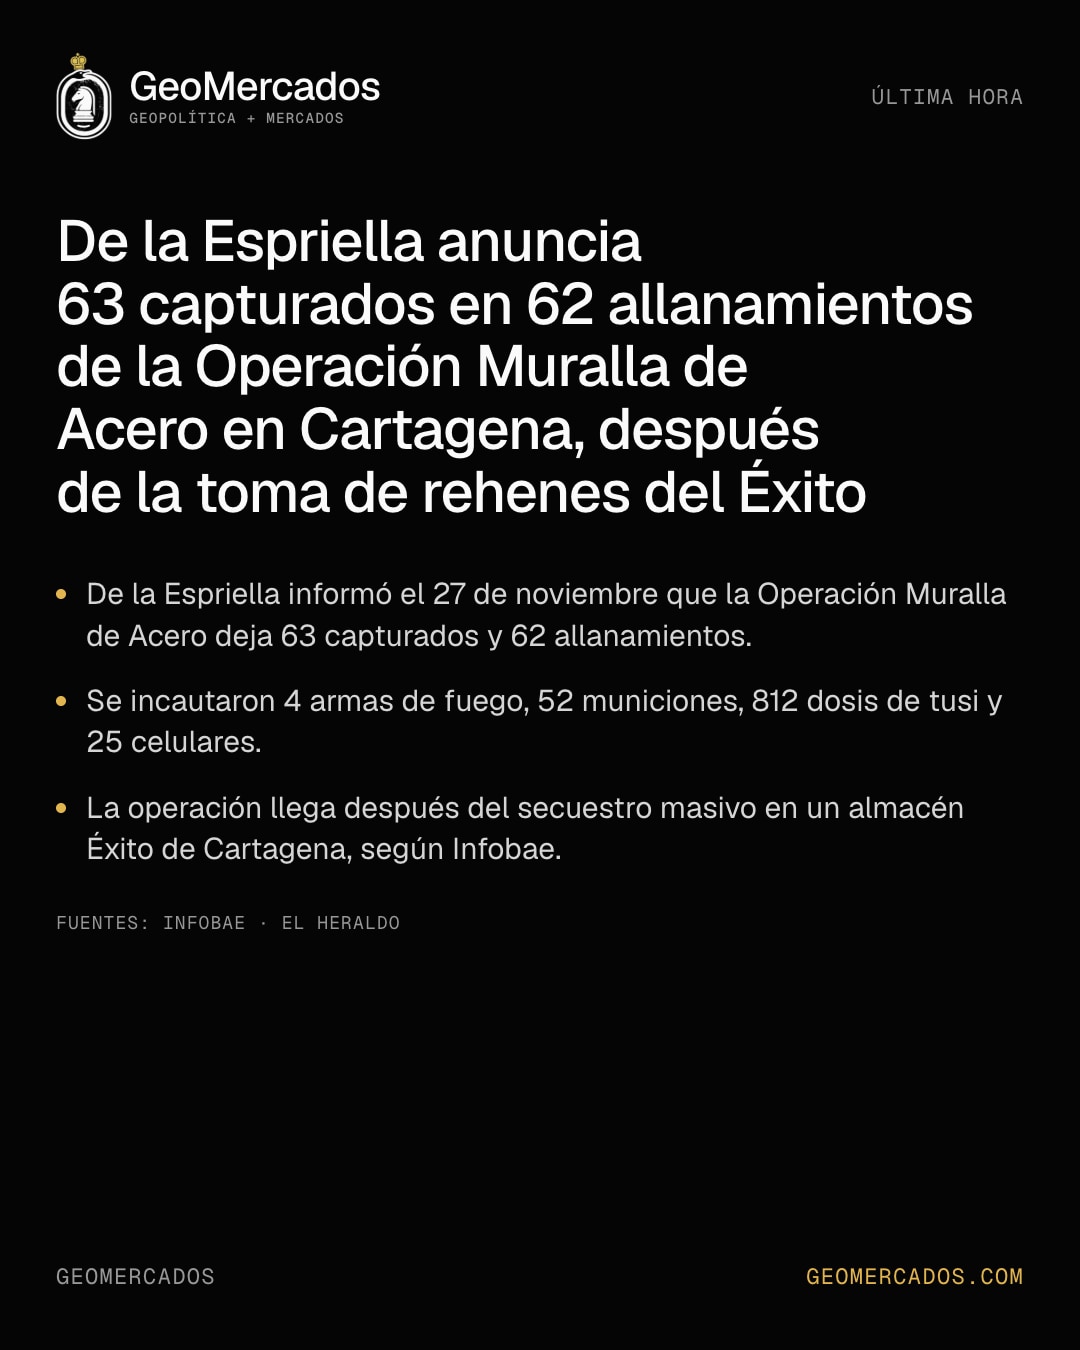 GeoMercados
GEOPOLÍTICA + MERCADOS
ÚLTIMA HORA
De la Espriella anuncia
63 capturados en 62 allanamientos
de la Operación Muralla de
Acero en Cartagena, después
de la toma de rehenes del Éxito
• De la Espriella informó el 27 de noviembre que la Operación Muralla
de Acero deja 63 capturados y 62 allanamientos.
• Se incautaron 4 armas de fuego, 52 municiones, 812 dosis de tusi y
25 celulares.
• La operación llega después del secuestro masivo en un almacén
Éxito de Cartagena, según Infobae.
FUENTES: INFOBAE · EL HERALDO
GEOMERCADOS
GEOMERCADOS.COM